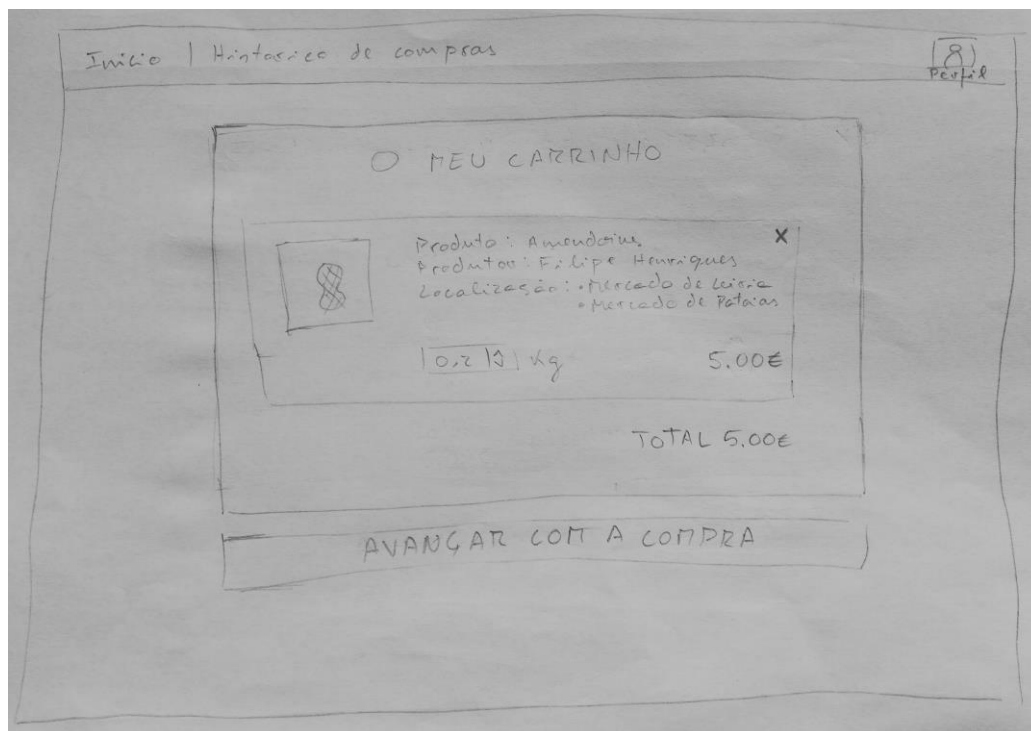 Início | Historico de compras
Perfil
O MEU CARRINHO
Produto: Amendoins
X
Produtor: Filipe Henriques
Localização: • Mercado de Leiria
• Mercado de Pataias
0,2 Kg
5.00€
TOTAL 5.00€
AVANÇAR COM A COMPRA